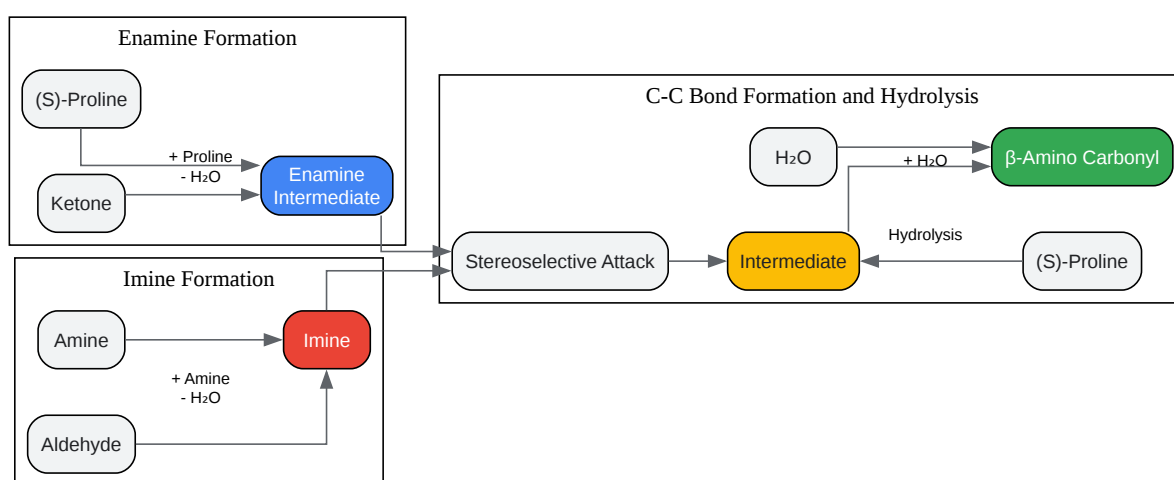 Enamine Formation
(S)-Proline
+ Proline
- H₂O
Enamine
Intermediate
Ketone
Imine Formation
Amine
Imine
+ Amine
- H₂O
Aldehyde
C-C Bond Formation and Hydrolysis
H₂O
+ H₂O
β-Amino Carbonyl
Stereoselective Attack
Intermediate
Hydrolysis
(S)-Proline